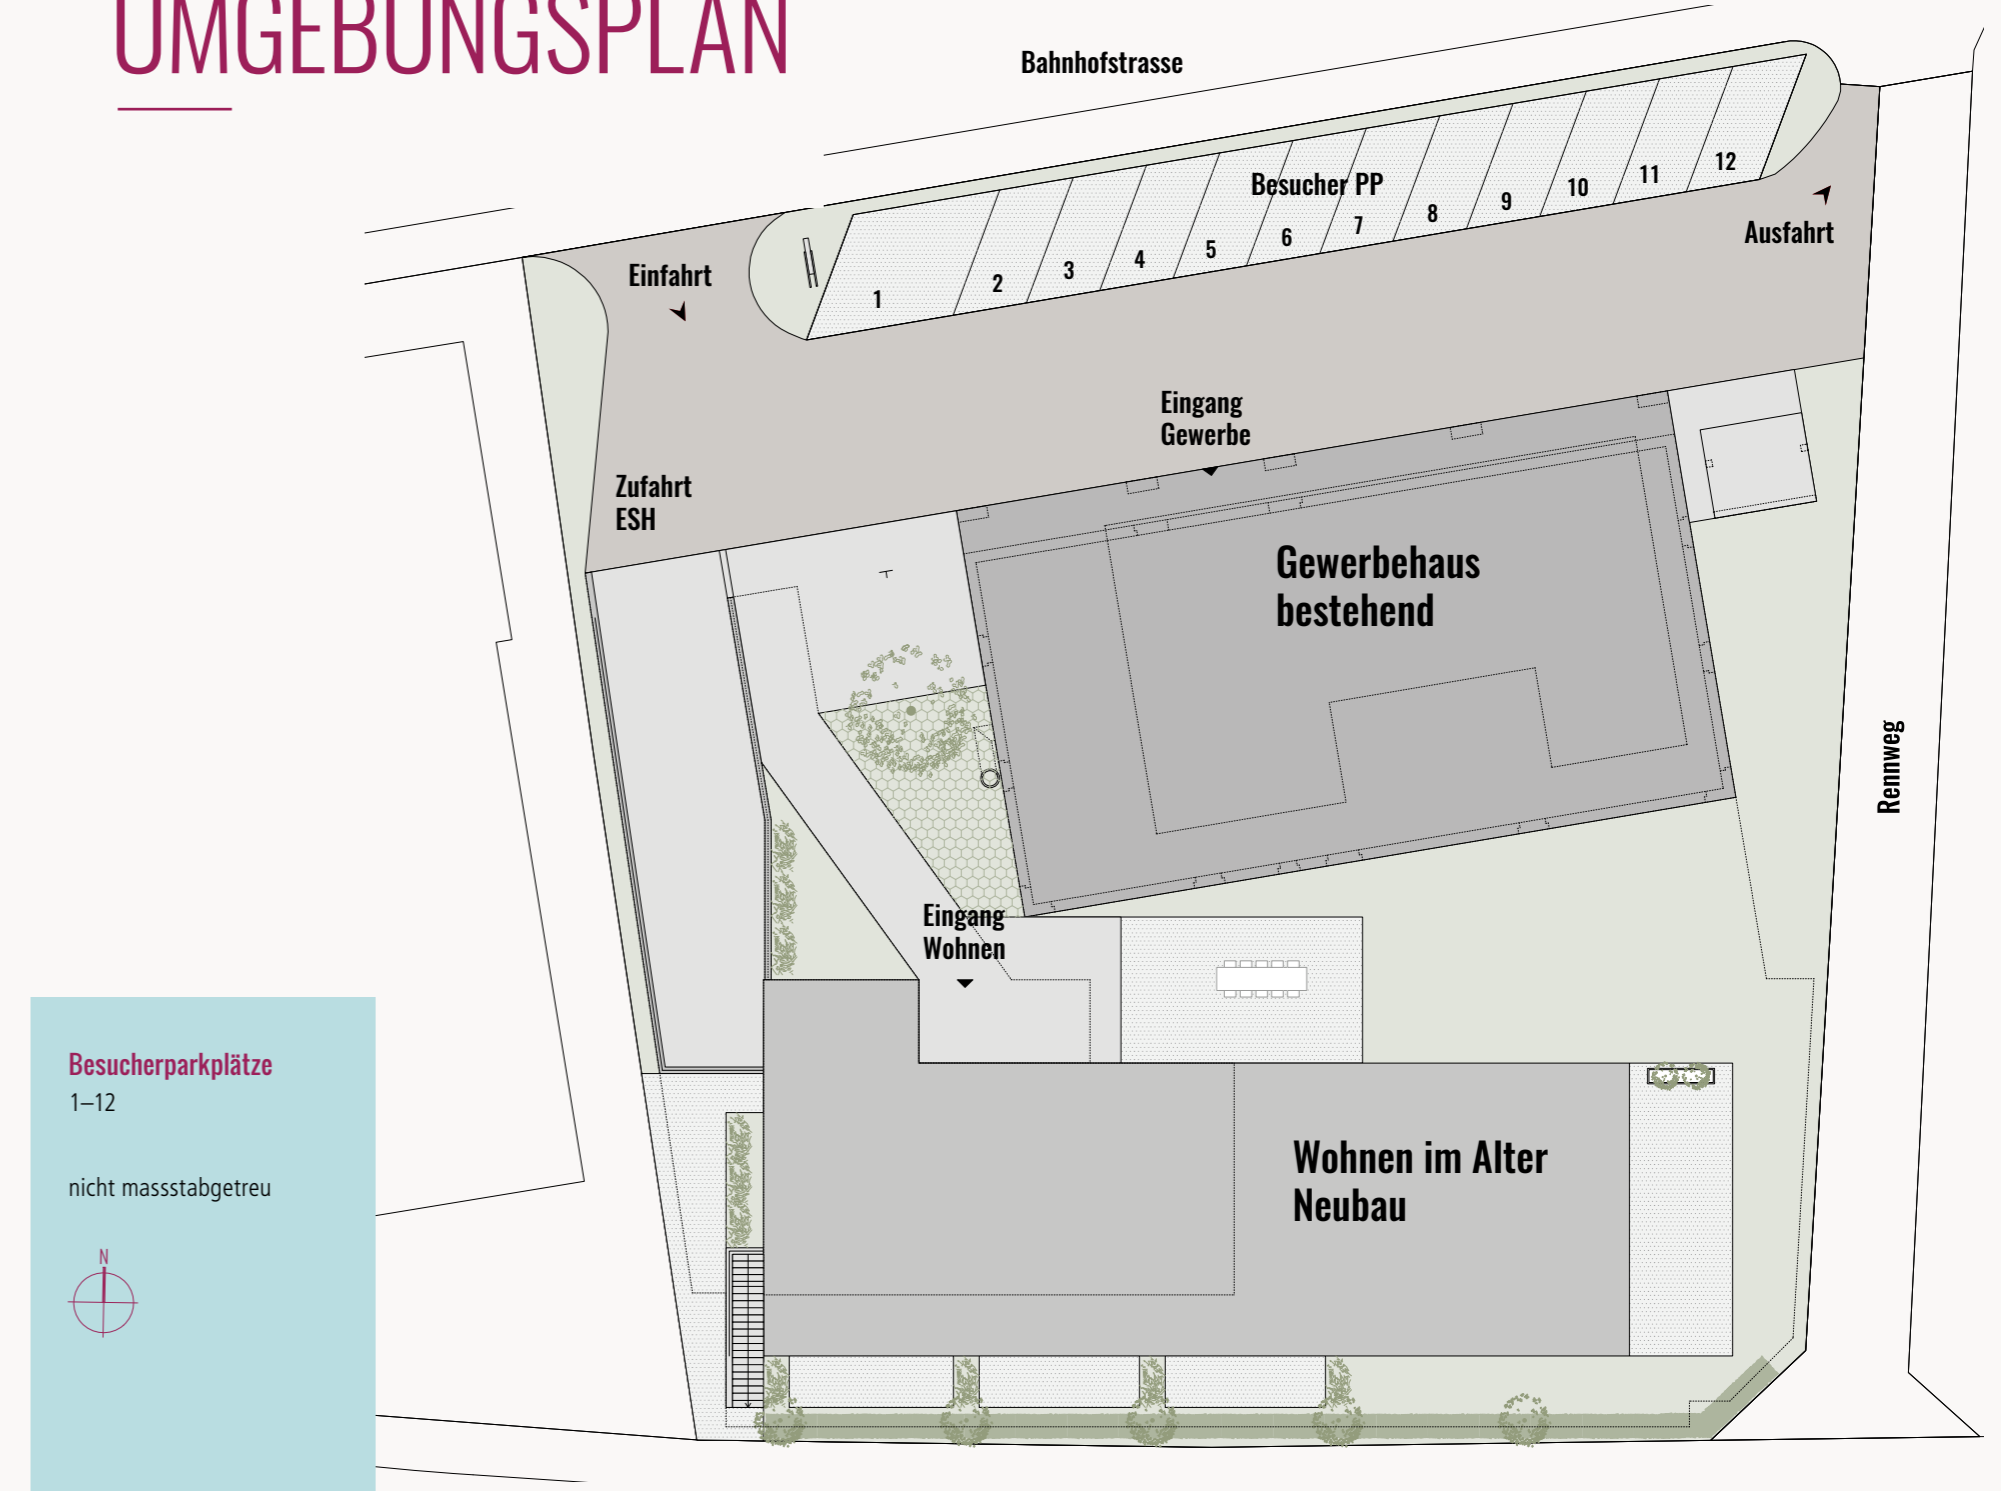 UMGEBUNGSPLAN
Bahnhofstrasse
Besucher PP
1
2
3
4
5
6
7
8
9
10
11
12
Einfahrt
Ausfahrt
Eingang
Gewerbe
Zufahrt
ESH
Gewerbehaus
bestehend
Rennweg
Eingang
Wohnen
Wohnen im Alter
Neubau
Besucherparkplätze
1–12
nicht massstabgetreu
N